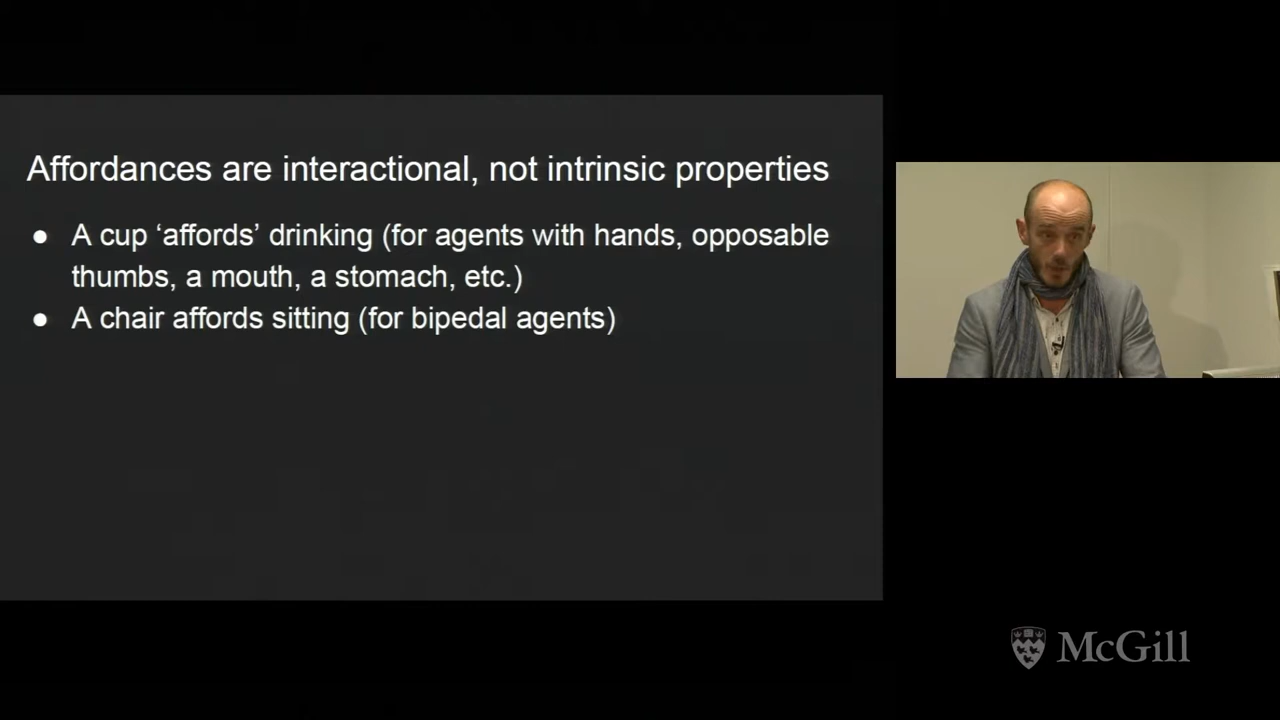 Affordances are interactional, not intrinsic properties
● A cup ‘affords’ drinking (for agents with hands, opposable
thumbs, a mouth, a stomach, etc.)
● A chair affords sitting (for bipedal agents)
McGill